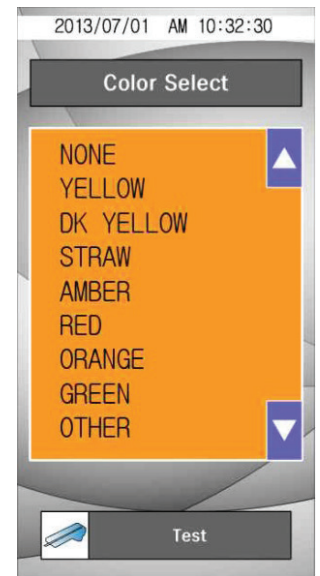 2013/07/01 AM 10:32:30
Color Select
NONE
YELLOW
DK YELLOW
STRAW
AMBER
RED
ORANGE
GREEN
OTHER
Test